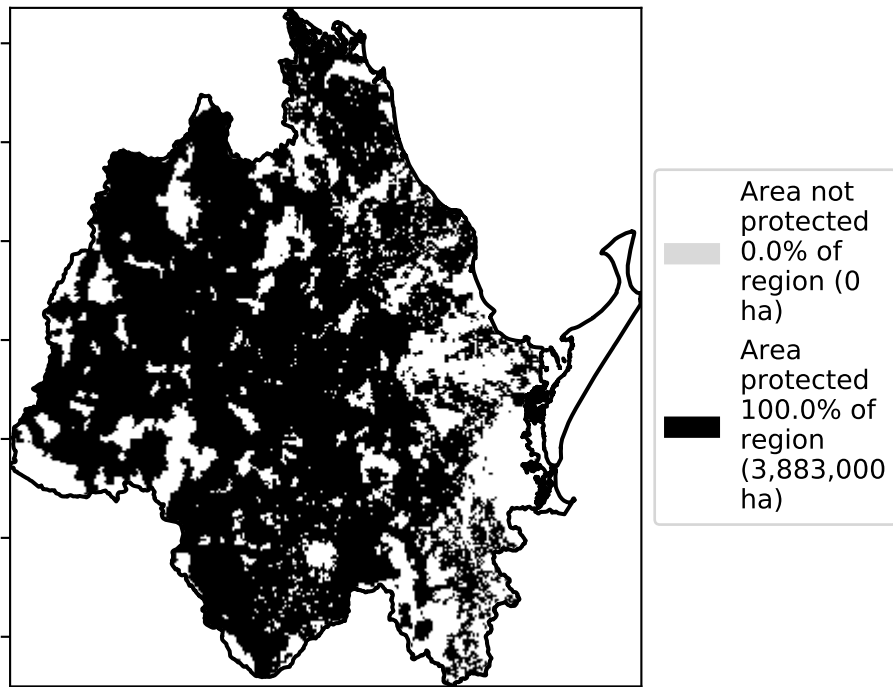 Area not
protected
0.0% of
region (0
ha)
Area
protected
100.0% of
region
(3,883,000
ha)